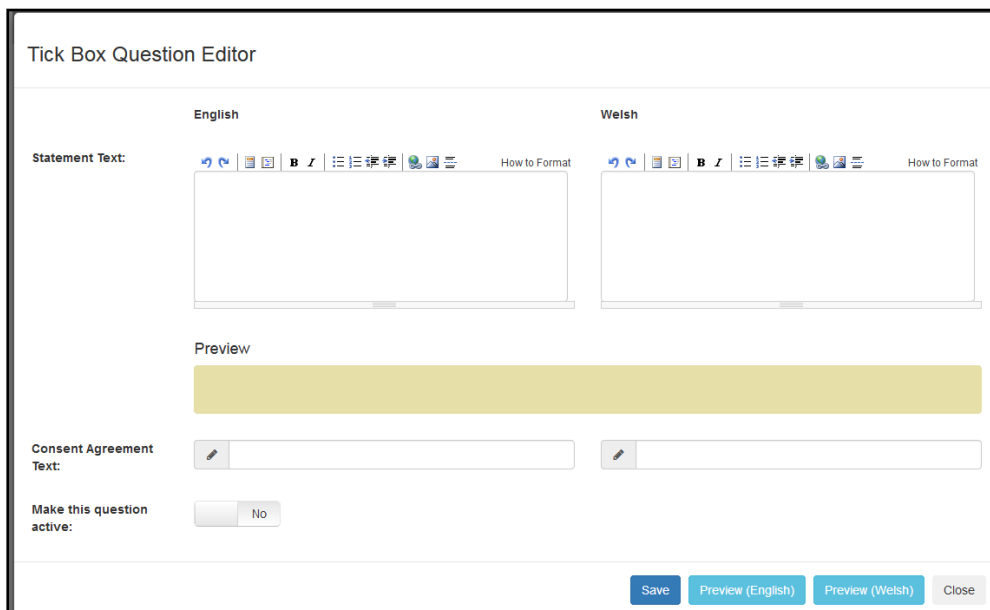 Tick Box Question Editor
English Welsh
Statement Text:
B I How to Format B I How to Format
Preview
Consent Agreement
Text:
Make this question
active:
No
Save Preview (English) Preview (Welsh) Close